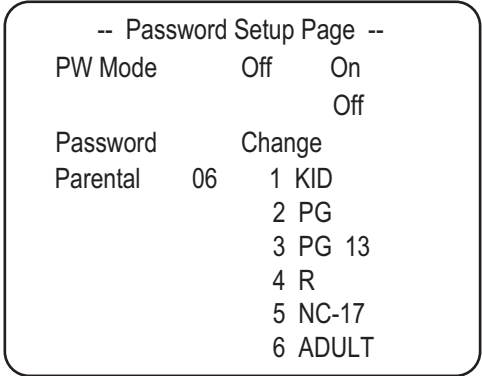 -- Password Setup Page --
PW Mode Off On
Off
Password Change
Parental 06 1 KID
2 PG
3 PG 13
4 R
5 NC-17
6 ADULT